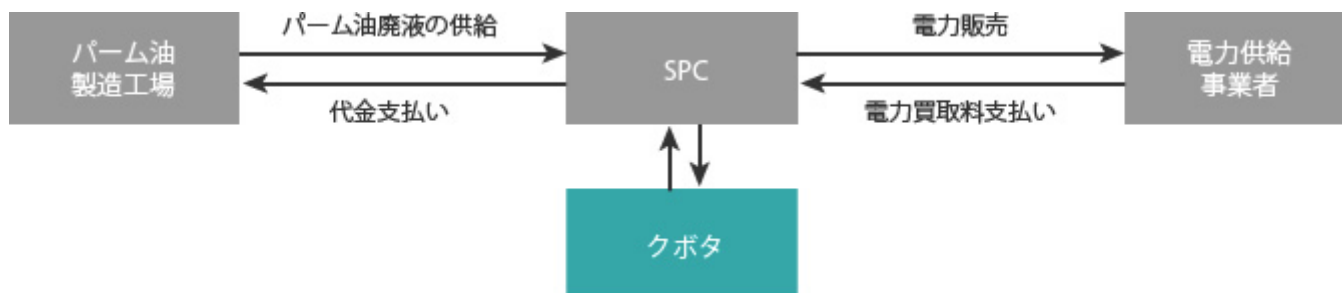 パーム油
製造工場
パーム油廃液の供給
代金支払い
SPC
電力販売
電力買取料支払い
電力供給
事業者
クボタ